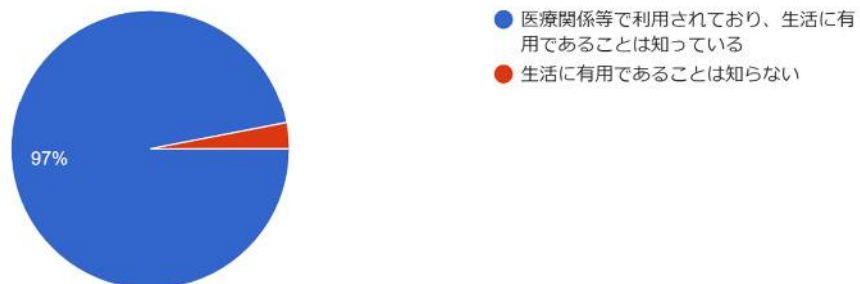 医療関係等で利用されており、生活に有
用であることは知っている
生活に有用であることは知らない
97%